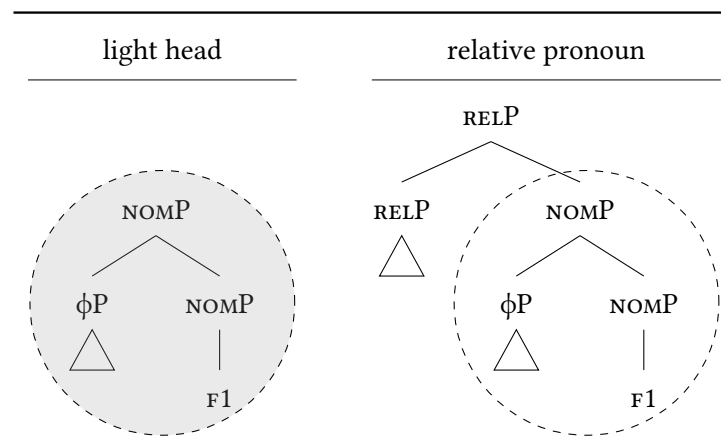 light head relative pronoun
RELP
NOMP RELP NOMP
ϕP NOMP ϕP NOMP
F1 F1